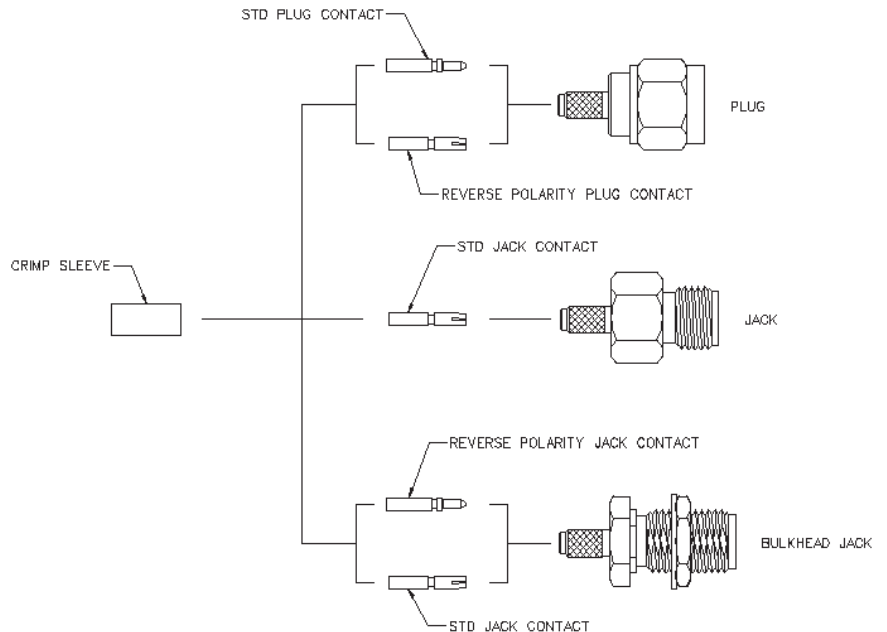 STD PLUG CONTACT
PLUG
REVERSE POLARITY PLUG CONTACT
STD JACK CONTACT
CRIMP SLEEVE
JACK
REVERSE POLARITY JACK CONTACT
BULKHEAD JACK
STD JACK CONTACT